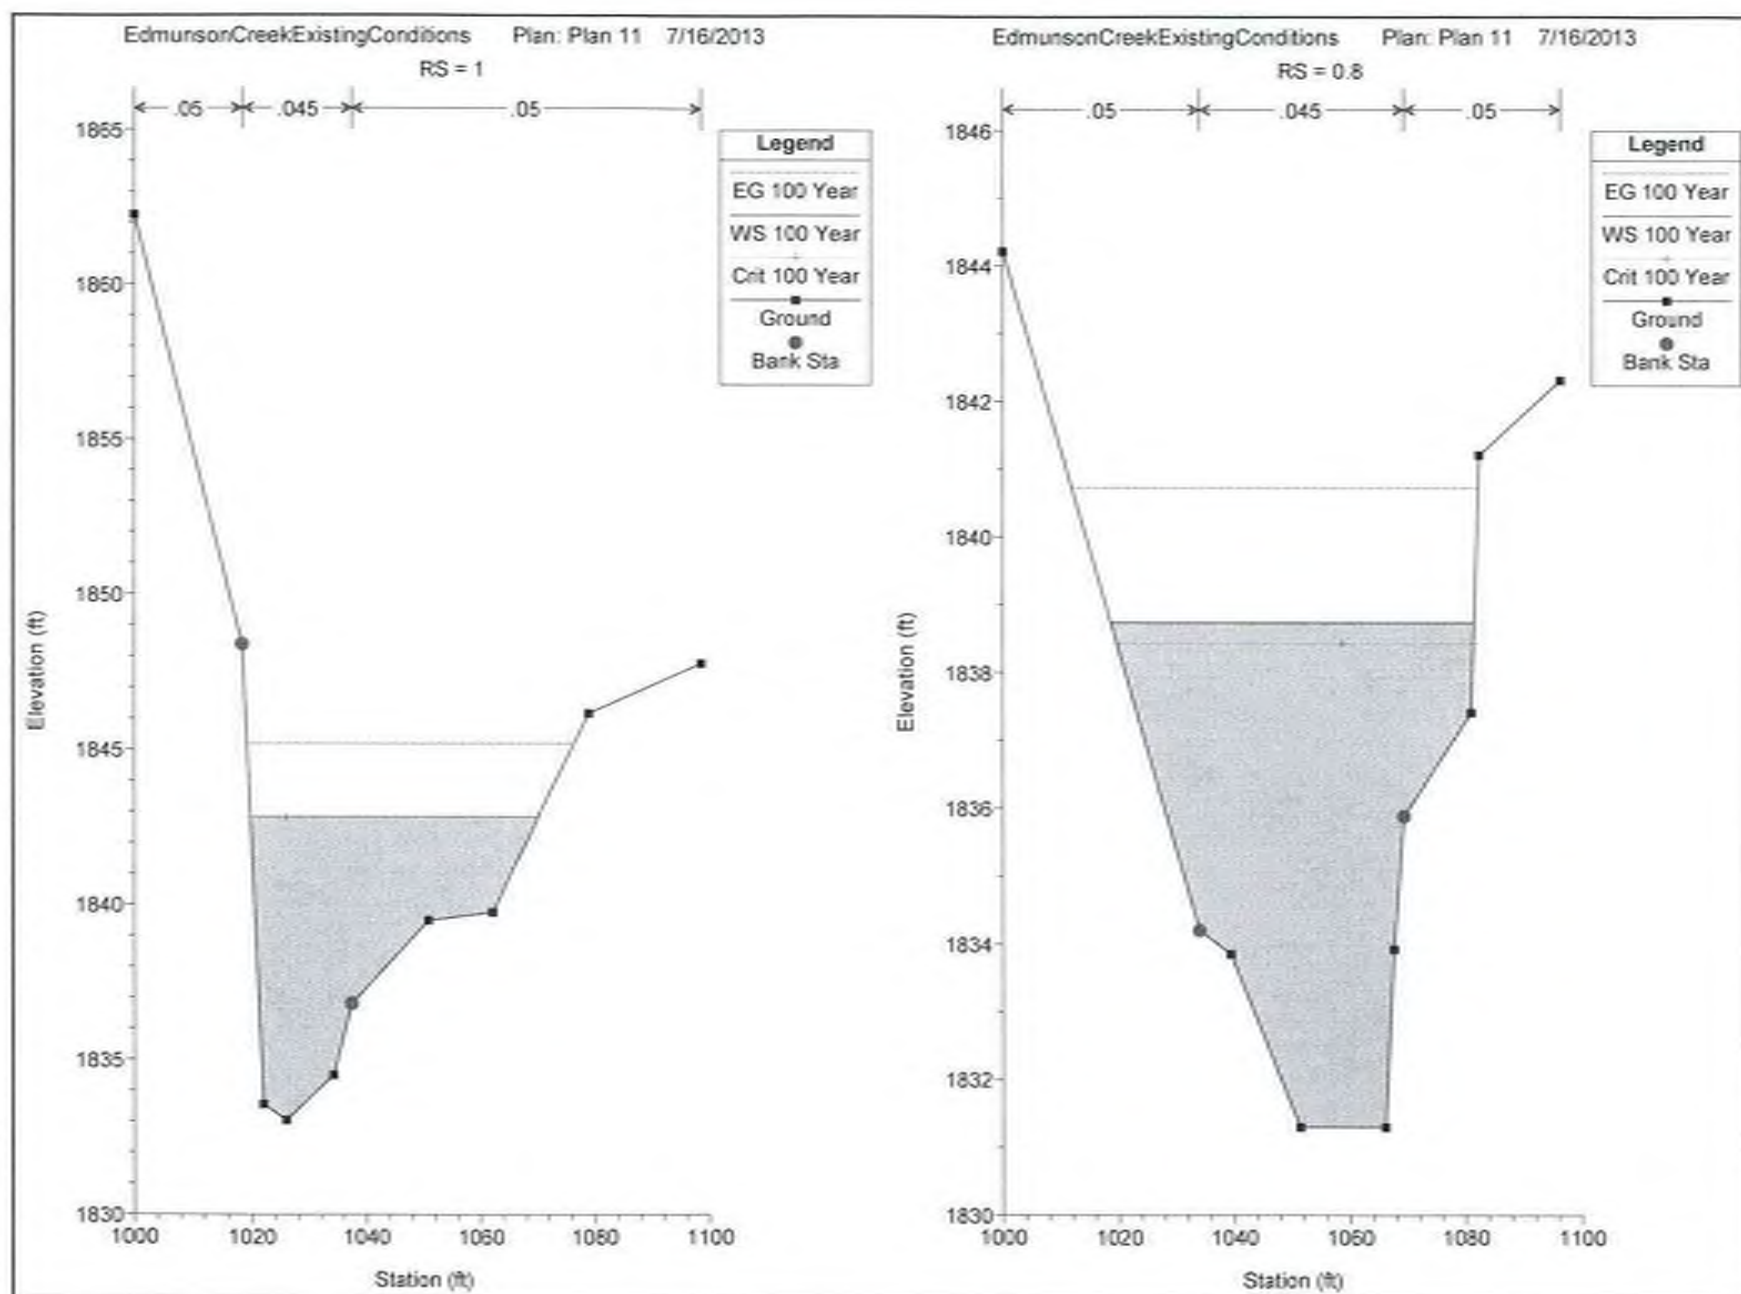 EdmunsonCreekExistingConditions Plan: Plan 11 7/16/2013
RS = 1
.05 .045 .05
Legend
EG 100 Year
WS 100 Year
Crit 100 Year
Ground
Bank Sta
1865
1860
1855
1850
1845
1840
1835
1830
Elevation (ft)
1000 1020 1040 1060 1080 1100
Station (ft)
EdmunsonCreekExistingConditions Plan: Plan 11 7/16/2013
RS = 0.8
.05 .045 .05
Legend
EG 100 Year
WS 100 Year
Crit 100 Year
Ground
Bank Sta
1846
1844
1842
1840
1838
1836
1834
1832
1830
Elevation (ft)
1000 1020 1040 1060 1080 1100
Station (ft)